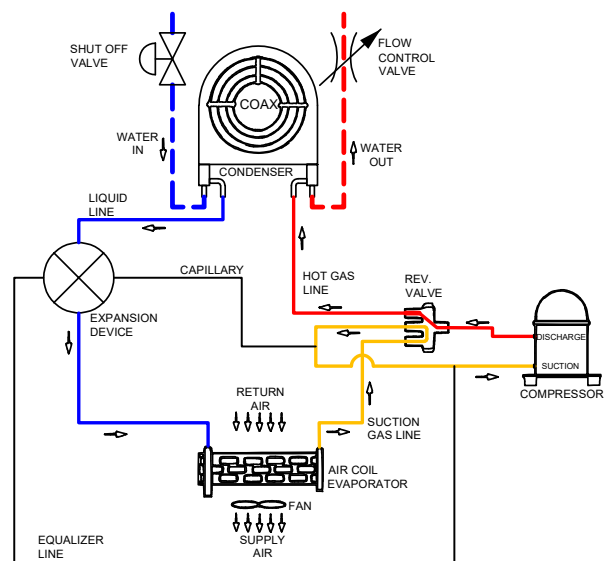 SHUT OFF
VALVE
FLOW
CONTROL
VALVE
COAX
WATER
IN
WATER
OUT
CONDENSER
LIQUID
LINE
CAPILLARY
HOT GAS
LINE
REV.
VALVE
EXPANSION
DEVICE
DISCHARGE
SUCTION
COMPRESSOR
RETURN
AIR
SUCTION
GAS LINE
AIR COIL
EVAPORATOR
FAN
EQUALIZER
LINE
SUPPLY
AIR